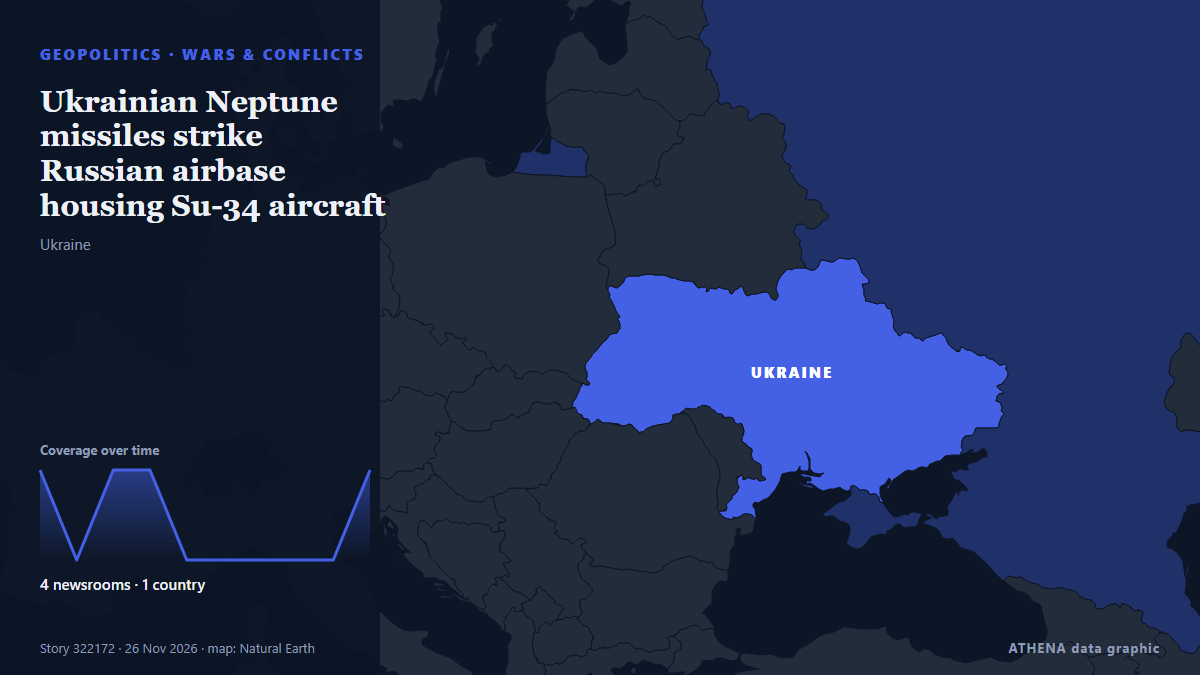 GEOPOLITICS · WARS & CONFLICTS
Ukrainian Neptune
missiles strike
Russian airbase
housing Su-34 aircraft
Ukraine
UKRAINE
Coverage over time
4 newsrooms · 1 country
Story 322172 · 26 Nov 2026 · map: Natural Earth
ATHENA data graphic